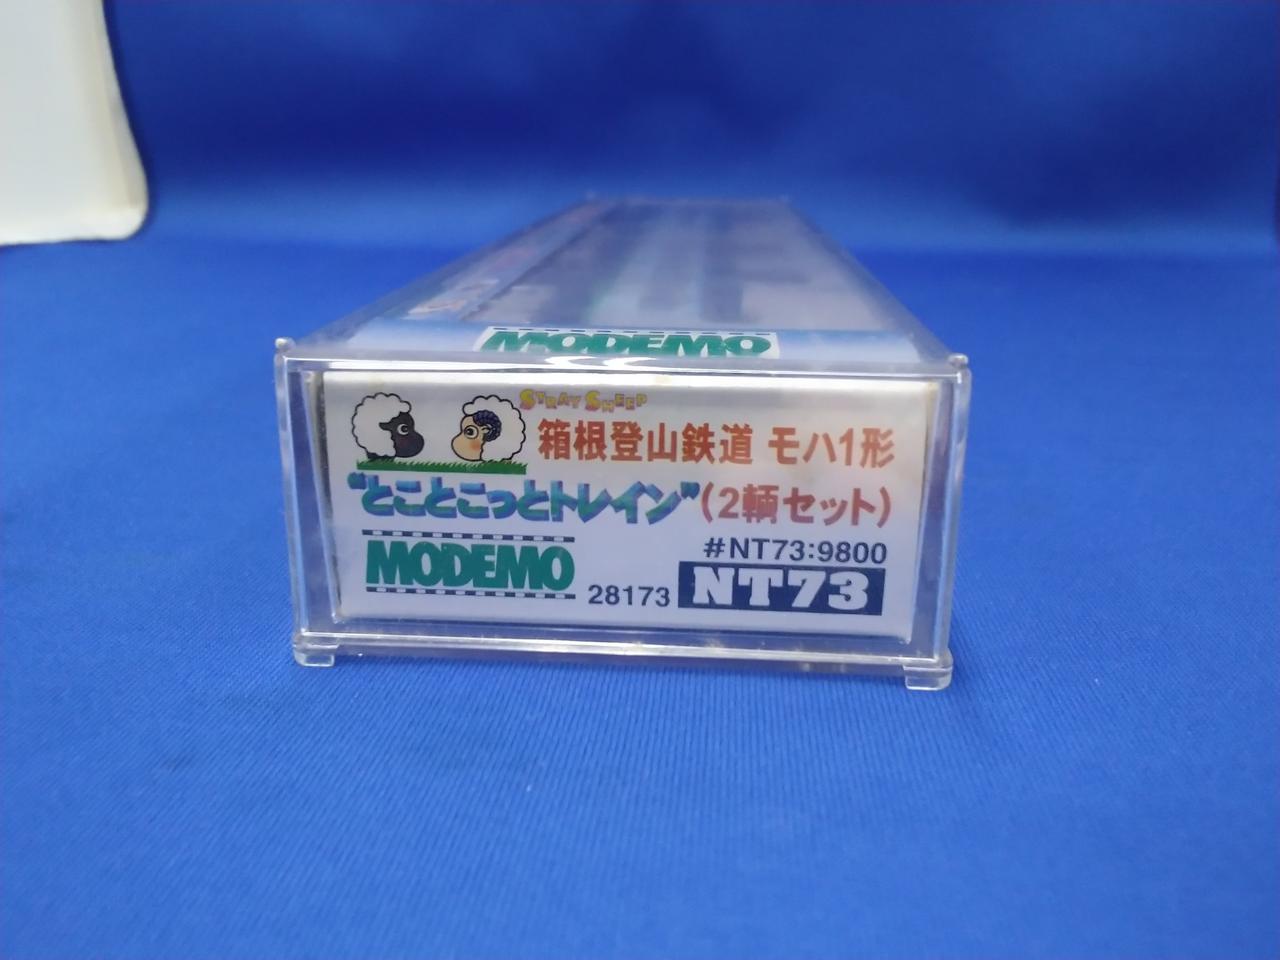 MODEMO
STRAY SHEEP
箱根登山鉄道 モハ1形
“とことこっとトレイン”(2輌セット)
#NT73:9800
MODEMO 28173 NT73